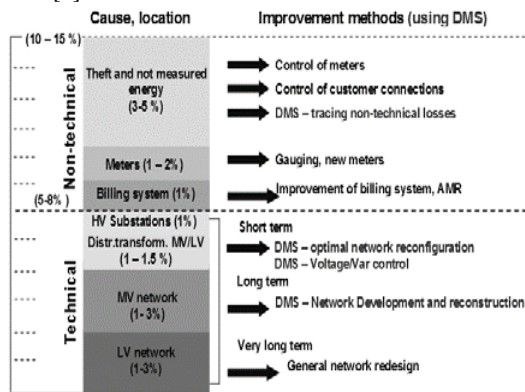 Cause, location
Improvement methods (using DMS)
(10 – 15 %)
Non-technical
Theft and not measured
energy
(3-5 %)
Control of meters
Control of customer connections
DMS – tracing non-technical losses
Meters (1 – 2%)
Gauging, new meters
Billing system (1%)
Improvement of billing system, AMR
(5-8%)
Technical
HV Substations (1%)
Distr.transform. MV/LV
(1 – 1.5 %)
Short term
DMS – optimal network reconfiguration
DMS – Voltage/Var control
MV network
(1- 3%)
Long term
DMS – Network Development and reconstruction
LV network
(1-3%)
Very long term
General network redesign